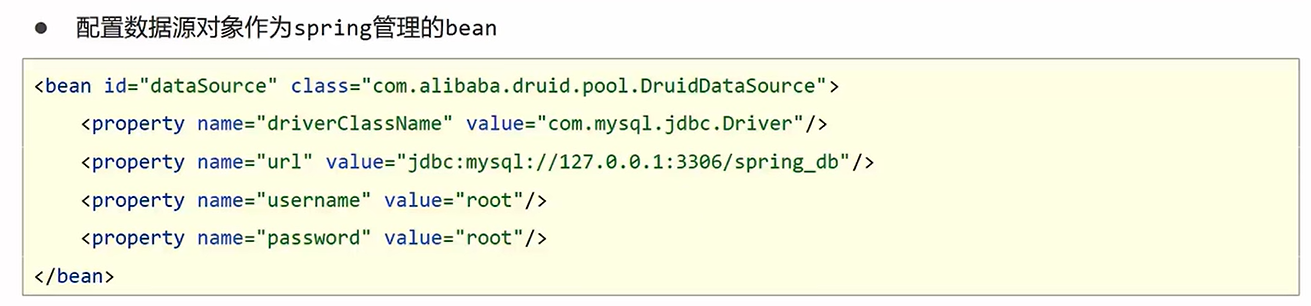 ● 配置数据源对象作为spring管理的bean
<bean id="dataSource" class="com.alibaba.druid.pool.DruidDataSource">
    <property name="driverClassName" value="com.mysql.jdbc.Driver"/>
    <property name="url" value="jdbc:mysql://127.0.0.1:3306/spring_db"/>
    <property name="username" value="root"/>
    <property name="password" value="root"/>
</bean>